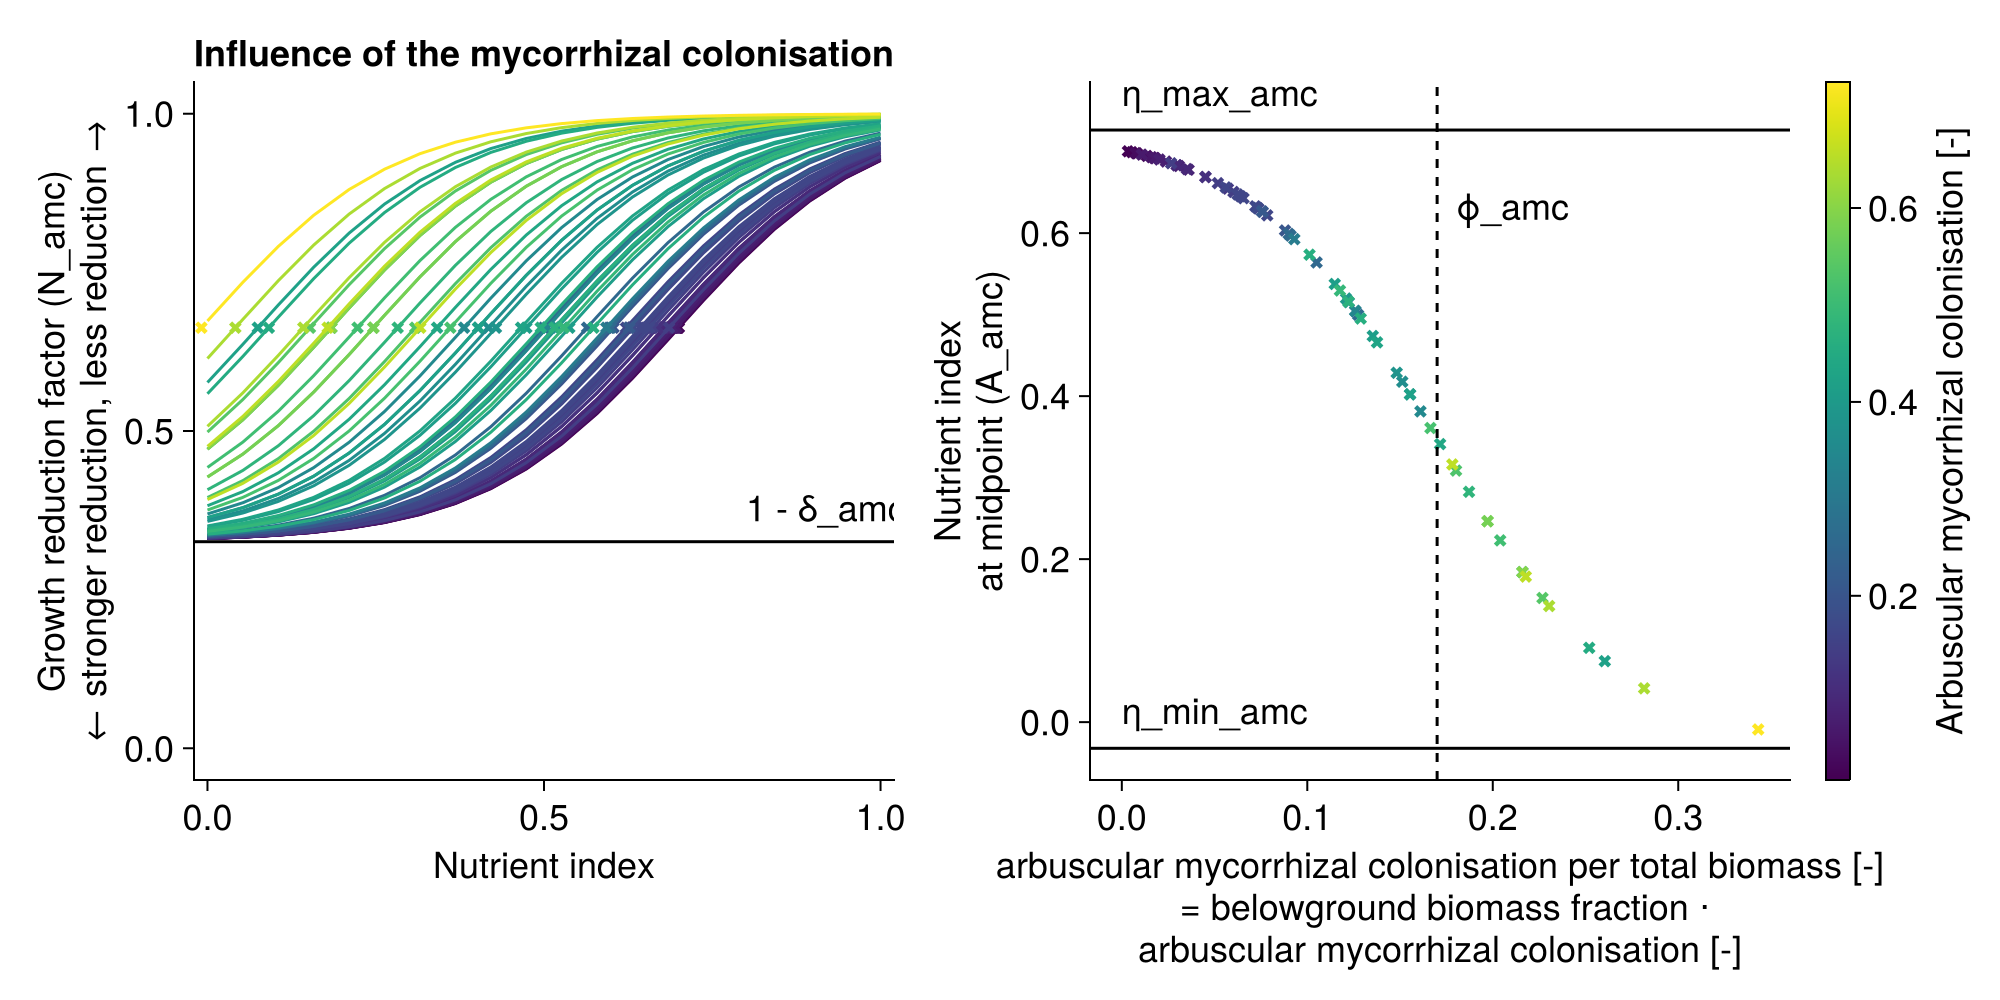 Influence of the mycorrhizal colonisation
Growth reduction factor (N_amc)
← stronger reduction, less reduction →
1.0
0.5
0.0
1 - δ_amc
0.0
0.5
1.0
Nutrient index
Nutrient index
at midpoint (A_amc)
0.6
0.4
0.2
0.0
η_max_amc
ϕ_amc
η_min_amc
0.0
0.1
0.2
0.3
arbuscular mycorrhizal colonisation per total biomass [-]
= belowground biomass fraction ⋅
arbuscular mycorrhizal colonisation [-]
0.6
0.4
0.2
Arbuscular mycorrhizal colonisation [-]